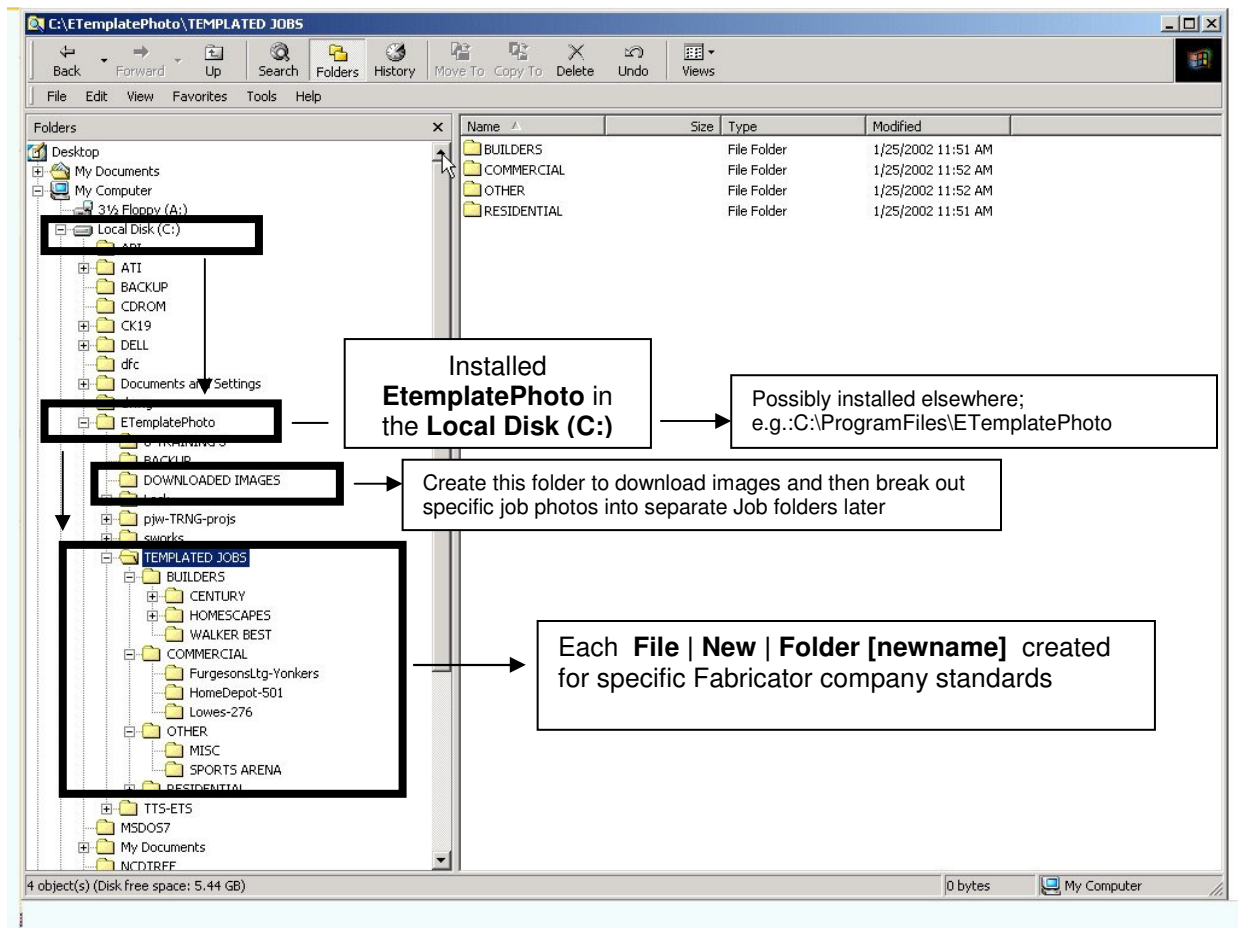 C:\ETemplatePhoto\TEMPLATED JOBS
Back Forward Up Search Folders History Move To Copy To Delete Undo Views
File Edit View Favorites Tools Help
Folders
Name Size Type Modified
Desktop
My Documents
My Computer
3½ Floppy (A:)
Local Disk (C:)
ATI
BACKUP
CDROM
CK19
DELL
dfc
Documents and Settings
ETemplatePhoto
BACKUP
DOWNLOADED IMAGES
pjw-TRNG-projs
sworks
TEMPLATED JOBS
BUILDERS
CENTURY
HOMESCAPES
WALKER BEST
COMMERCIAL
FurgesonsLtg-Yonkers
HomeDepot-501
Lowes-276
OTHER
MISC
SPORTS ARENA
RESIDENTIAL
TTS-ETS
MSDOS7
My Documents
NCDTREE
BUILDERS File Folder 1/25/2002 11:51 AM
COMMERCIAL File Folder 1/25/2002 11:52 AM
OTHER File Folder 1/25/2002 11:52 AM
RESIDENTIAL File Folder 1/25/2002 11:51 AM
Installed
EtemplatePhoto in
the Local Disk (C:)
Possibly installed elsewhere;
e.g.:C:\ProgramFiles\ETemplatePhoto
Create this folder to download images and then break out
specific job photos into separate Job folders later
Each File | New | Folder [newname] created
for specific Fabricator company standards
4 object(s) (Disk free space: 5.44 GB) 0 bytes My Computer